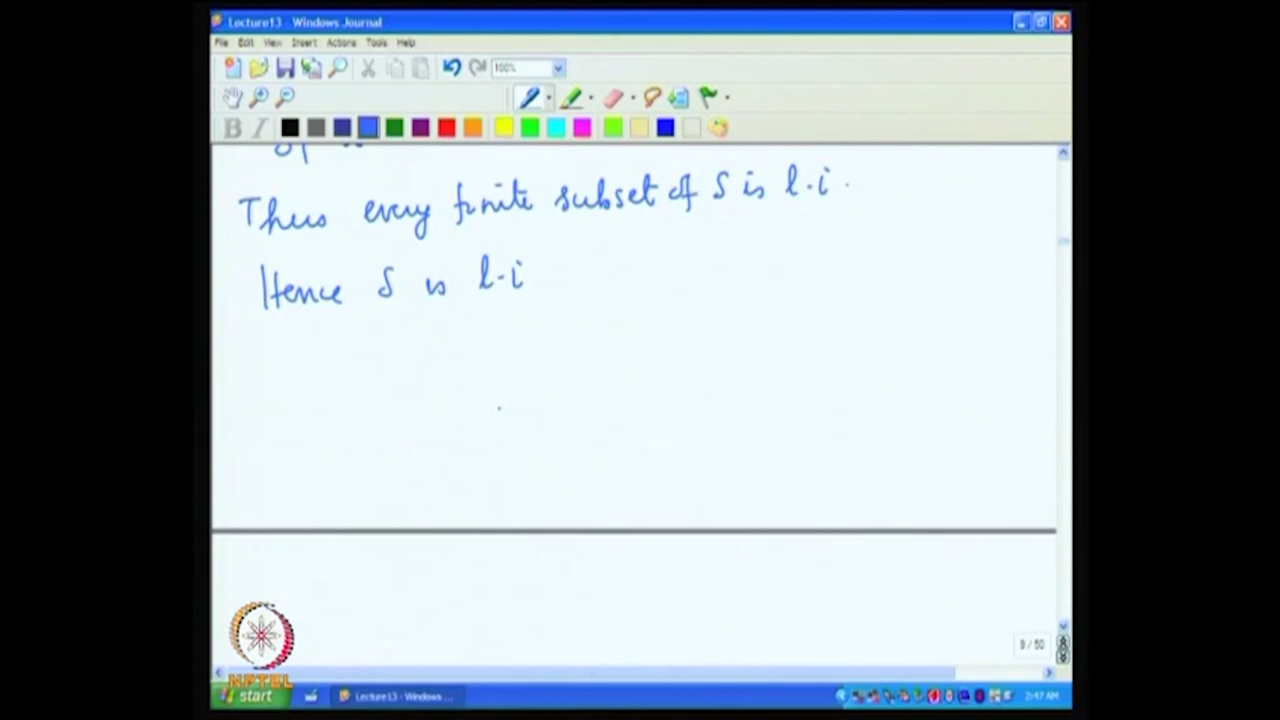 Lecture13 - Windows Journal
File Edit View Insert Actions Tools Help
100%
B I
of
Thus every finite subset of S is l.i.
Hence S is l.i
9 / 50
NPTEL
start Lecture13 - Windows ... 2:47 AM